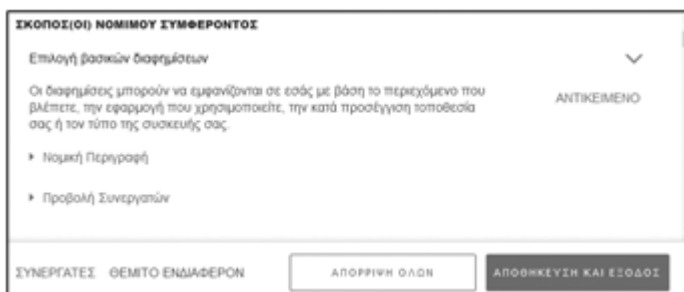 ΣΚΟΠΟΣ(ΟΙ) ΝΟΜΙΜΟΥ ΣΥΜΦΕΡΟΝΤΟΣ
Επιλογή βασικών διαφημίσεων
Οι διαφημίσεις μπορούν να εμφανίζονται σε εσάς με βάση το περιεχόμενο που
βλέπετε, την εφαρμογή που χρησιμοποιείτε, την κατά προσέγγιση τοποθεσία
σας ή τον τύπο της συσκευής σας.
ΑΝΤΙΚΕΙΜΕΝΟ
Νομική Περιγραφή
Προβολή Συνεργατών
ΣΥΝΕΡΓΑΤΕΣ ΘΕΜΙΤΟ ΕΝΔΙΑΦΕΡΟΝ ΑΠΟΡΡΙΨΗ ΟΛΩΝ ΑΠΟΘΗΚΕΥΣΗ ΚΑΙ ΕΞΟΔΟΣ